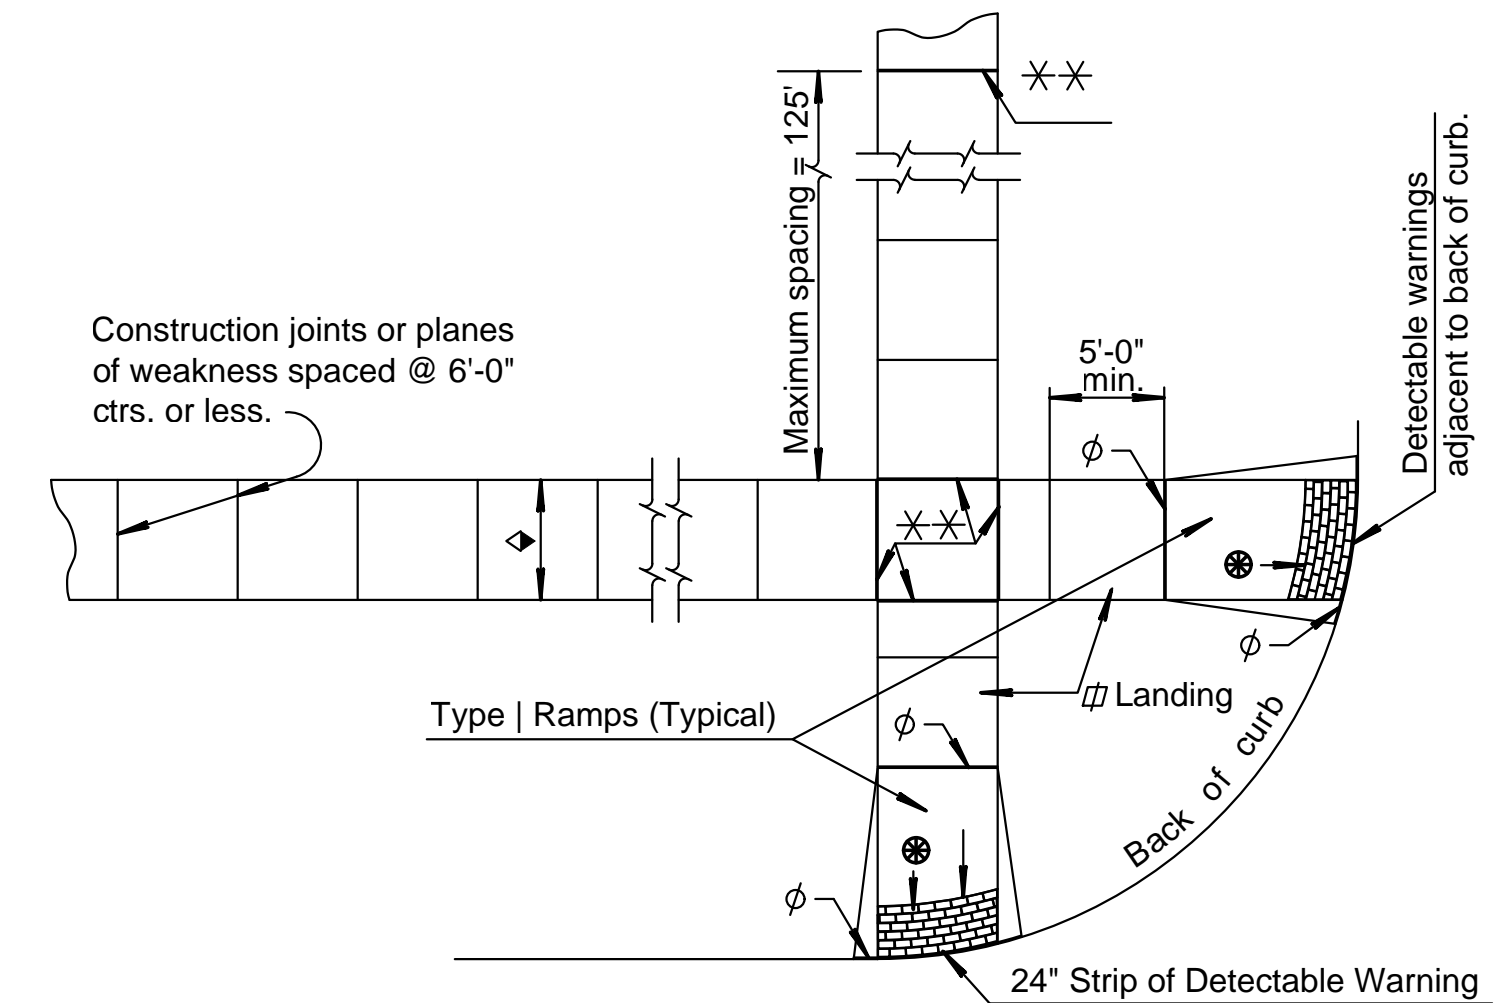 Maximum spacing = 125'
Detectable warnings
adjacent to back of curb.
Construction joints or planes
of weakness spaced @ 6'-0"
ctrs. or less.
5'-0"
min.
ϕ
ϕ
Type | Ramps (Typical)
Landing
ϕ
Back of curb
ϕ
24" Strip of Detectable Warning